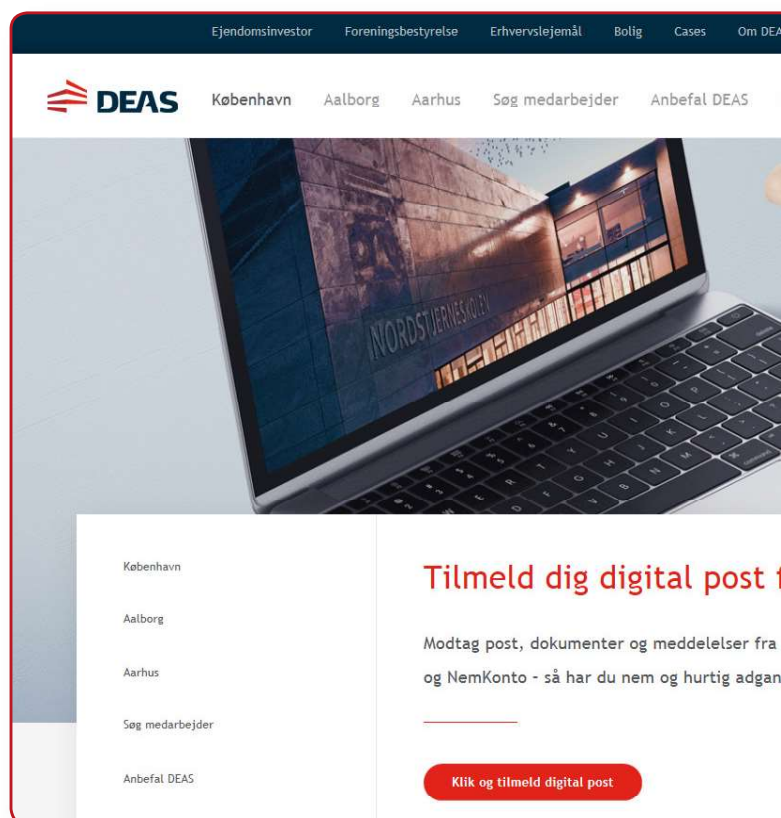 Ejendomsinvestor Foreningsbestyrelse Erhvervslejemål Bolig Cases Om DEA
DEAS København Aalborg Aarhus Søg medarbejder Anbefal DEAS
NORDSTJERNESKOLEN
København
Aalborg
Aarhus
Søg medarbejder
Anbefal DEAS
Tilmeld dig digital post f
Modtag post, dokumenter og meddelelser fra
og NemKonto - så har du nem og hurtig adgan
Klik og tilmeld digital post